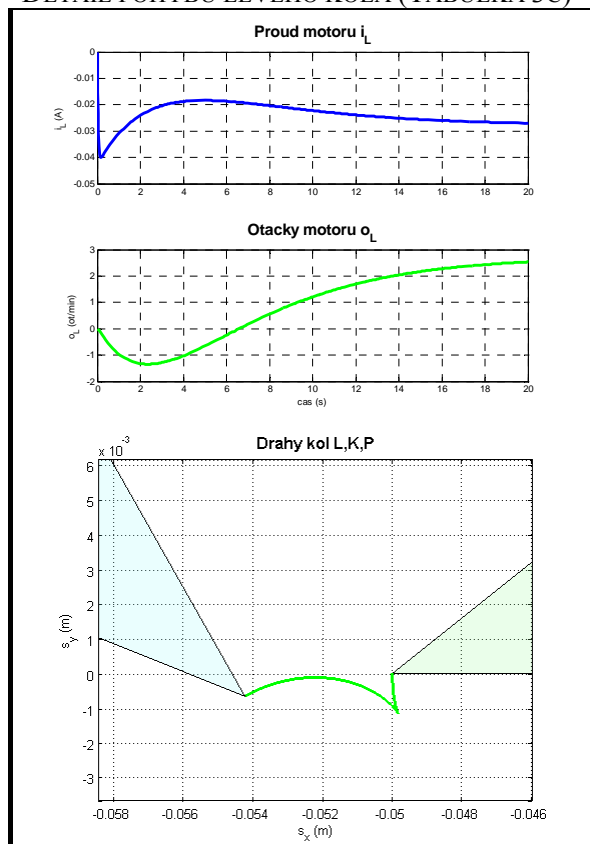 DETAIL POHYBU LEVÉHO KOLA (TABULKA 5C)
Proud motoru i_L
0
-0.01
-0.02
-0.03
-0.04
-0.05
i_L (A)
0 2 4 6 8 10 12 14 16 18 20
Otacky motoru o_L
3
2
1
0
-1
-2
o_L (ot/min)
0 2 4 6 8 10 12 14 16 18 20
cas (s)
Drahy kol L,K,P
x 10^-3
6
5
4
3
2
1
0
-1
-2
-3
s_y (m)
-0.058 -0.056 -0.054 -0.052 -0.05 -0.048 -0.046
s_x (m)